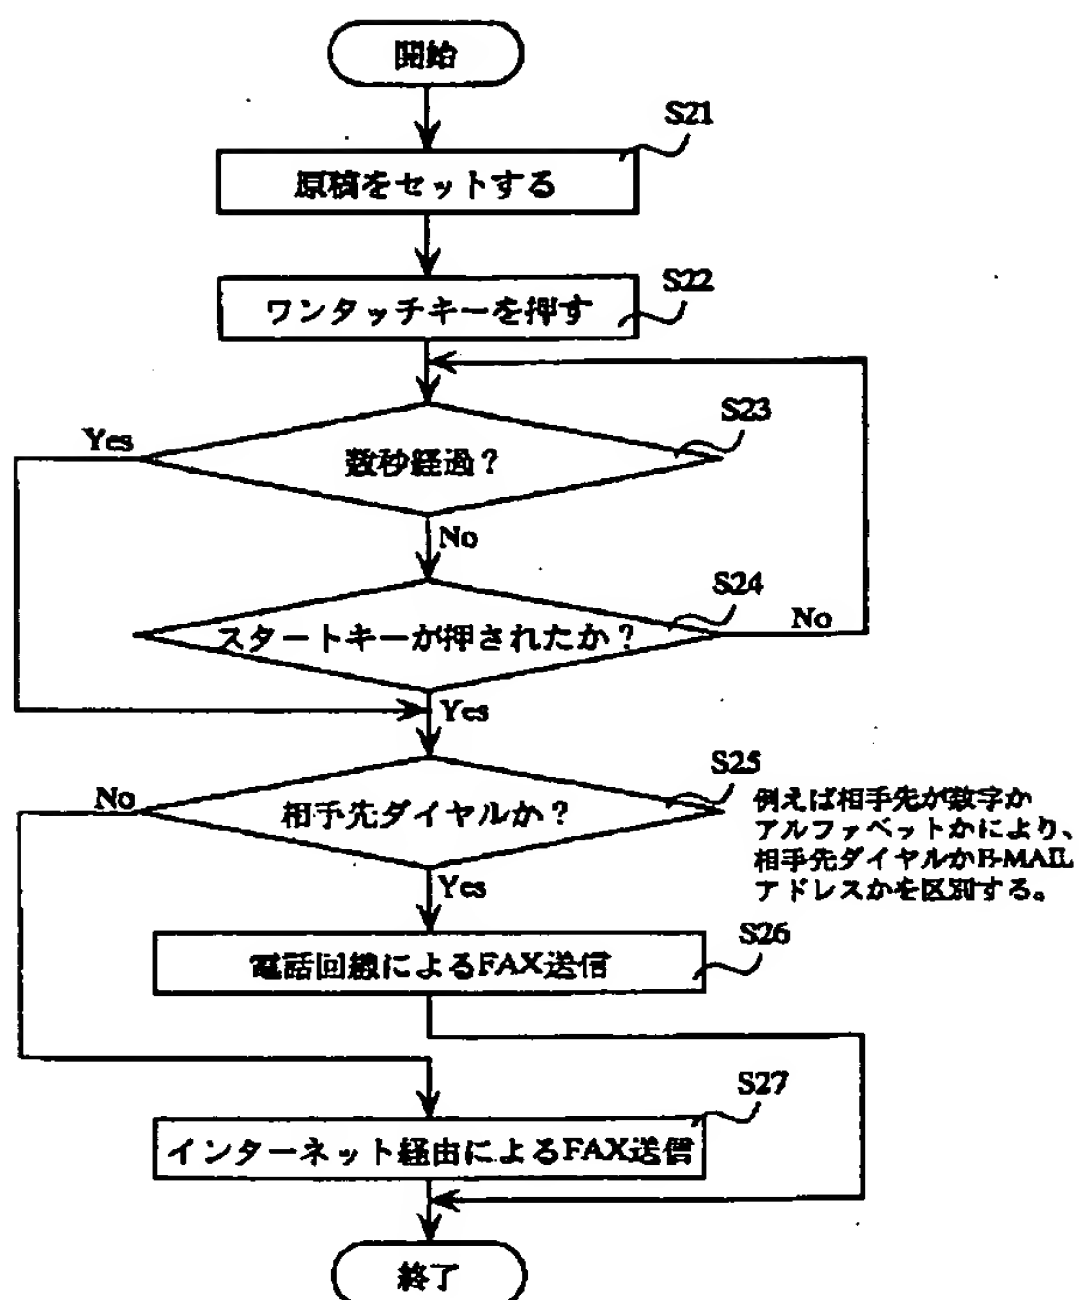 開始
S21
原稿をセットする
S22
ワンタッチキーを押す
S23
Yes
数秒経過?
No
S24
スタートキーが押されたか?
No
Yes
S25
No
相手先ダイヤルか?
例えば相手先が数字か
アルファベットかにより、
相手先ダイヤルかE-MAIL
アドレスかを区別する。
Yes
S26
電話回線によるFAX送信
S27
インターネット経由によるFAX送信
終了